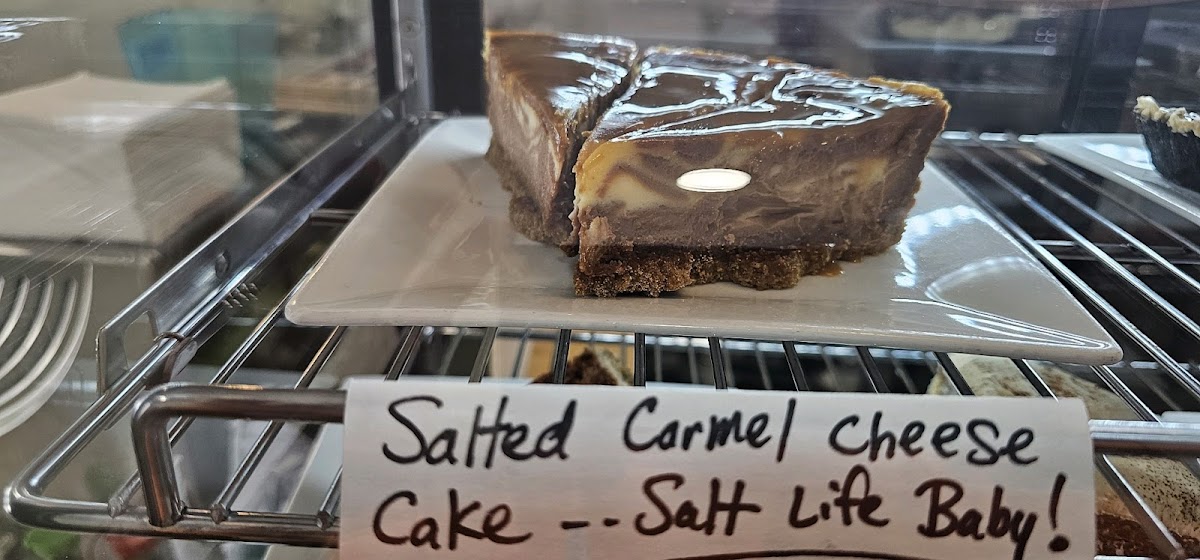 Salted Carmel Cheese
Cake --- Salt Life Baby!